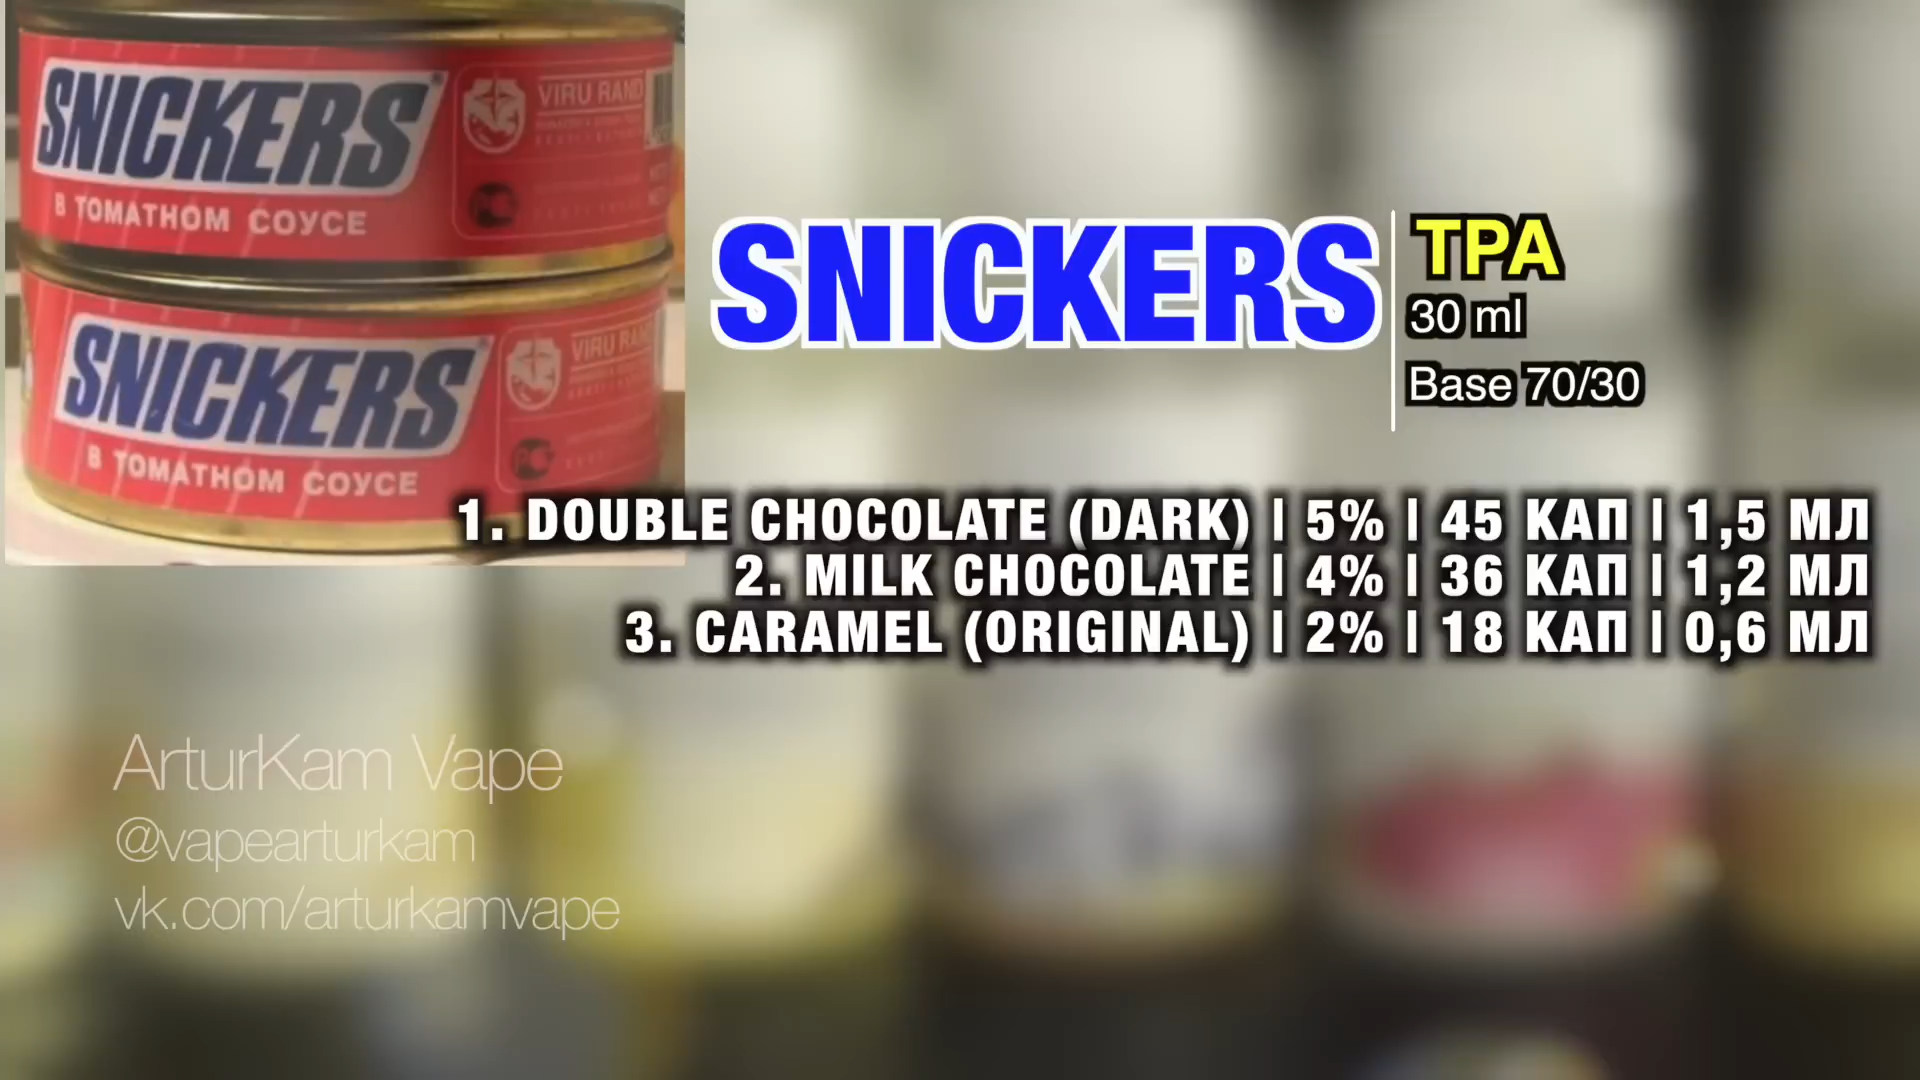 SNICKERS
В ТОМАТНОМ СОУСЕ
VIRU RAND
SNICKERS
В ТОМАТНОМ СОУСЕ
VIRU RAND
SNICKERS
TPA
30 ml
Base 70/30
1. DOUBLE CHOCOLATE (DARK) | 5% | 45 КАП | 1,5 МЛ
2. MILK CHOCOLATE | 4% | 36 КАП | 1,2 МЛ
3. CARAMEL (ORIGINAL) | 2% | 18 КАП | 0,6 МЛ
ArturKam Vape
@vapearturkam
vk.com/arturkamvape